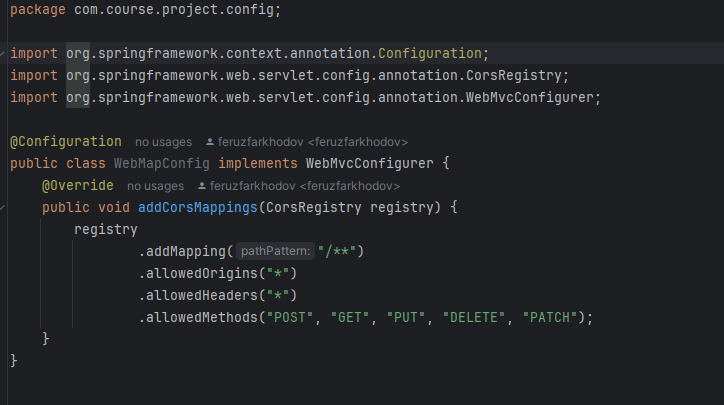 package com.course.project.config;
import org.springframework.context.annotation.Configuration;
import org.springframework.web.servlet.config.annotation.CorsRegistry;
import org.springframework.web.servlet.config.annotation.WebMvcConfigurer;
@Configuration no usages feruzfarkhodov <feruzfarkhodov>
public class WebMapConfig implements WebMvcConfigurer {
@Override no usages feruzfarkhodov <feruzfarkhodov>
public void addCorsMappings(CorsRegistry registry) {
registry
.addMapping( pathPattern: "/**")
.allowedOrigins("*")
.allowedHeaders("*")
.allowedMethods("POST", "GET", "PUT", "DELETE", "PATCH");
}
}